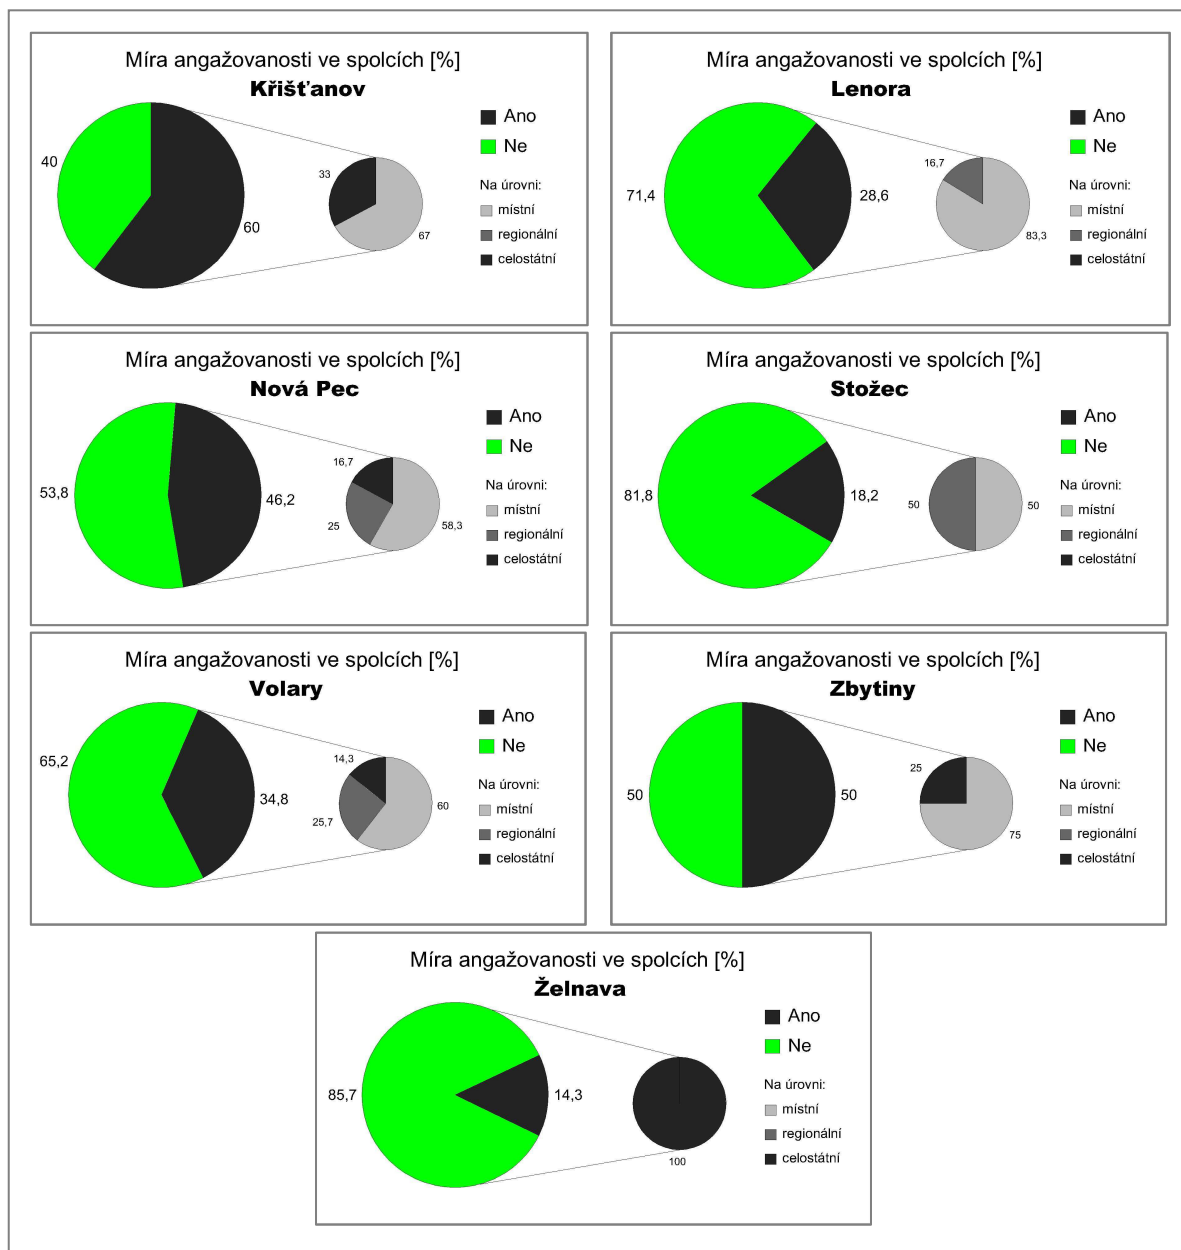 Míra angažovanosti ve spolcích [%]
Křišťanov
Ano
Ne
40
60
33
67
Na úrovni:
místní
regionální
celostátní
Míra angažovanosti ve spolcích [%]
Lenora
Ano
Ne
71,4
28,6
16,7
83,3
Na úrovni:
místní
regionální
celostátní
Míra angažovanosti ve spolcích [%]
Nová Pec
Ano
Ne
53,8
46,2
16,7
25
58,3
Na úrovni:
místní
regionální
celostátní
Míra angažovanosti ve spolcích [%]
Stožec
Ano
Ne
81,8
18,2
50
50
Na úrovni:
místní
regionální
celostátní
Míra angažovanosti ve spolcích [%]
Volary
Ano
Ne
65,2
34,8
14,3
25,7
60
Na úrovni:
místní
regionální
celostátní
Míra angažovanosti ve spolcích [%]
Zbytiny
Ano
Ne
50
50
25
75
Na úrovni:
místní
regionální
celostátní
Míra angažovanosti ve spolcích [%]
Želnava
Ano
Ne
85,7
14,3
100
Na úrovni:
místní
regionální
celostátní